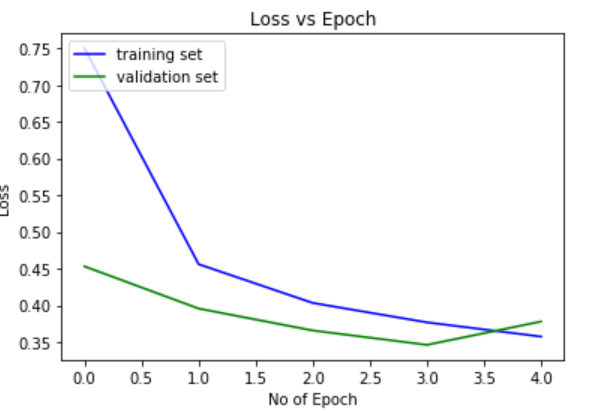 Loss vs Epoch
training set
validation set
0.75
0.70
0.65
0.60
0.55
0.50
0.45
0.40
0.35
Loss
0.0 0.5 1.0 1.5 2.0 2.5 3.0 3.5 4.0
No of Epoch